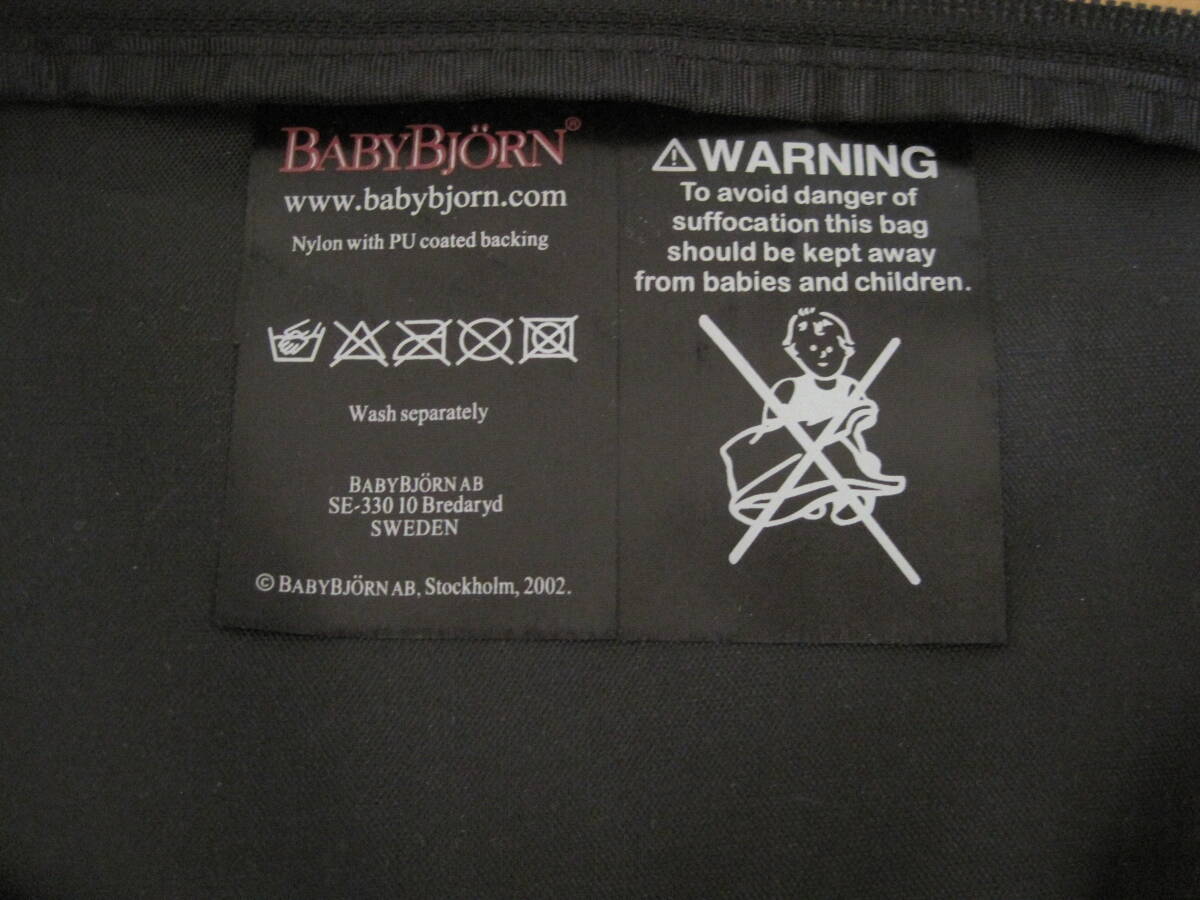 BABYBJÖRN®
www.babybjorn.com
Nylon with PU coated backing
Wash separately
BABYBJÖRN AB
SE-330 10 Bredaryd
SWEDEN
© BABYBJÖRN AB, Stockholm, 2002.
WARNING
To avoid danger of
suffocation this bag
should be kept away
from babies and children.